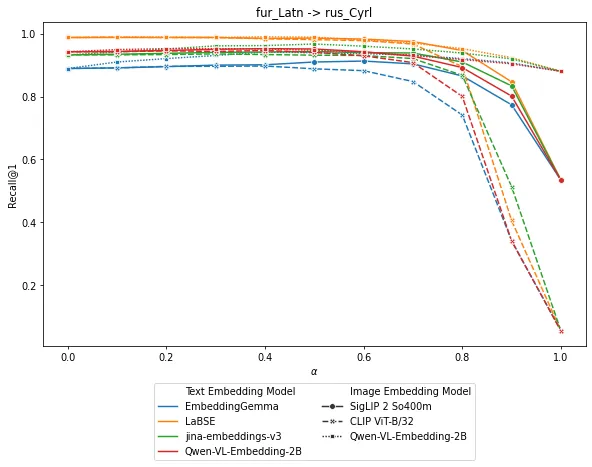 fur_Latn -> rus_Cyrl
1.0
0.8
0.6
0.4
0.2
Recall@1
0.0 0.2 0.4 0.6 0.8 1.0
α
Text Embedding Model Image Embedding Model
EmbeddingGemma SigLIP 2 So400m
LaBSE CLIP ViT-B/32
jina-embeddings-v3 Qwen-VL-Embedding-2B
Qwen-VL-Embedding-2B